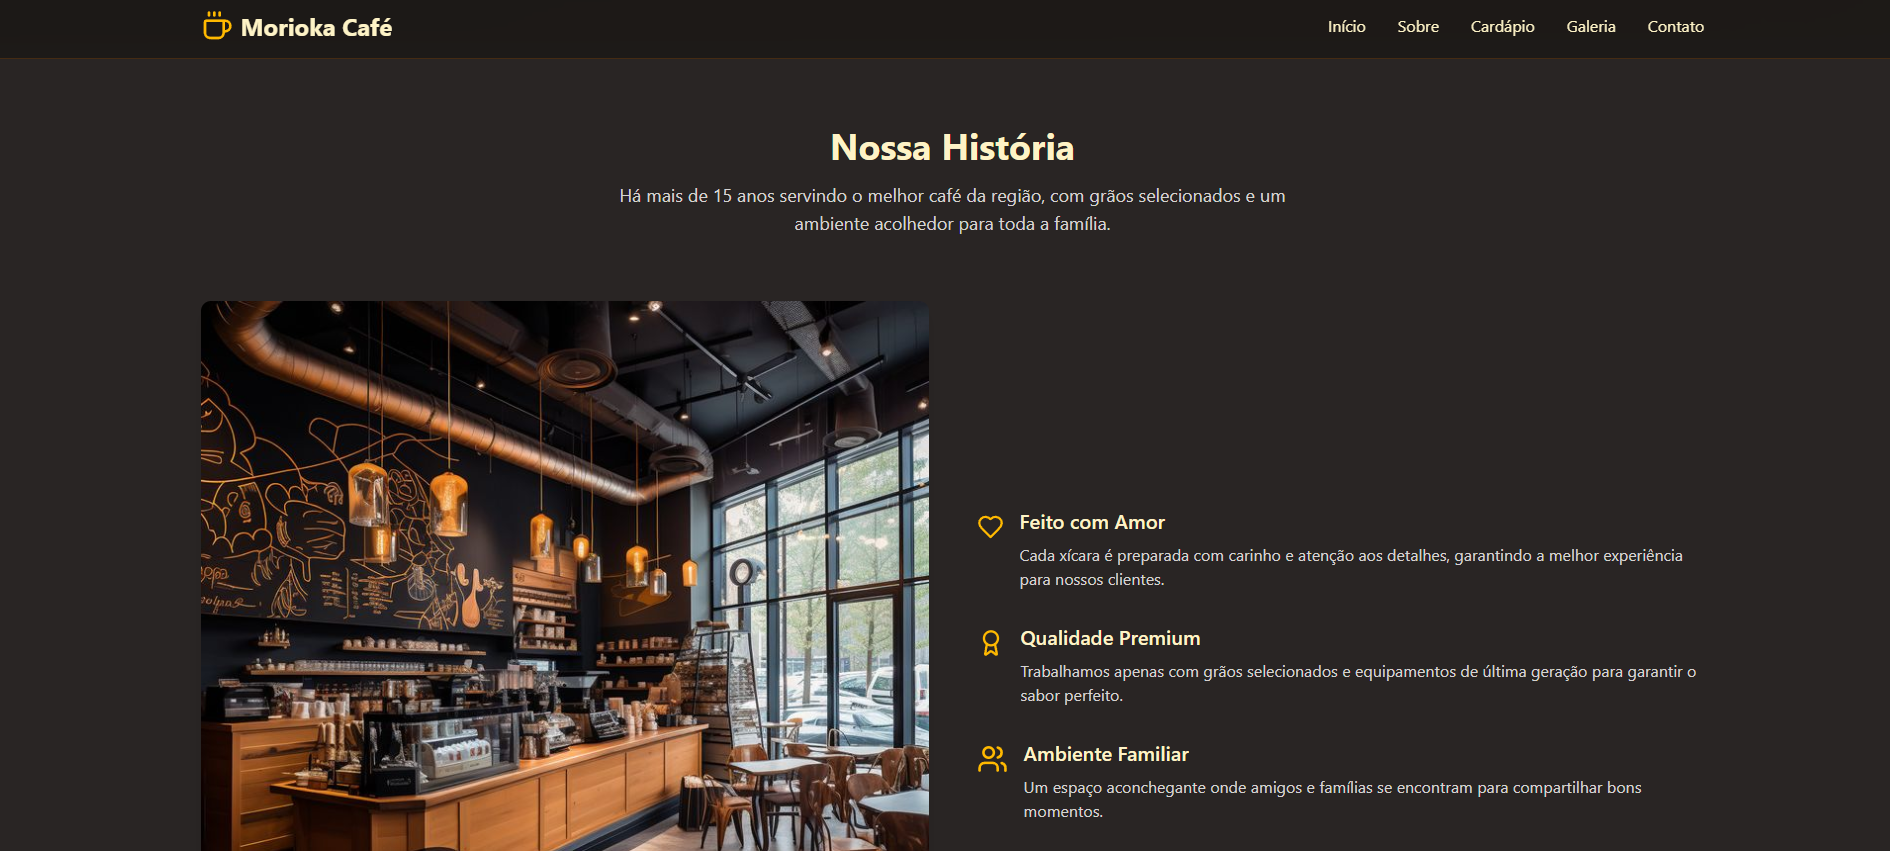 Morioka Café
Início Sobre Cardápio Galeria Contato
Nossa História
Há mais de 15 anos servindo o melhor café da região, com grãos selecionados e um
ambiente acolhedor para toda a família.
Feito com Amor
Cada xícara é preparada com carinho e atenção aos detalhes, garantindo a melhor experiência
para nossos clientes.
Qualidade Premium
Trabalhamos apenas com grãos selecionados e equipamentos de última geração para garantir o
sabor perfeito.
Ambiente Familiar
Um espaço aconchegante onde amigos e famílias se encontram para compartilhar bons
momentos.